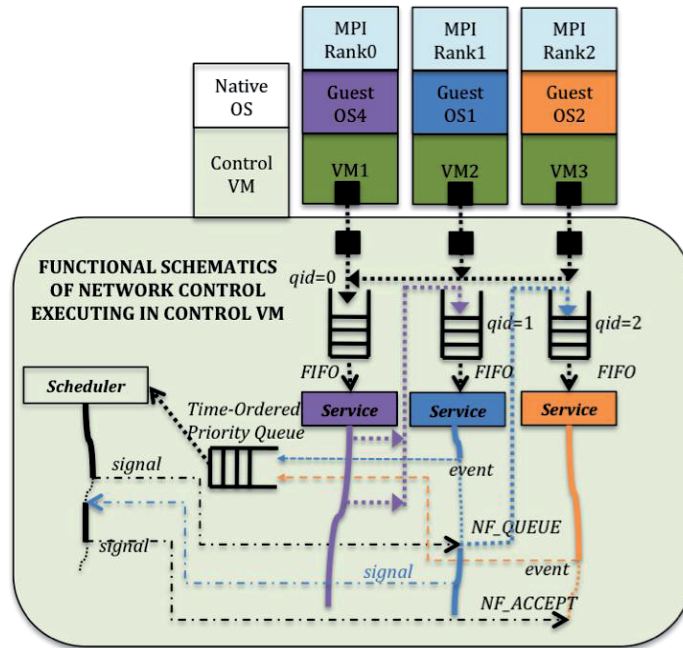 MPI
Rank0
MPI
Rank1
MPI
Rank2
Native
OS
Guest
OS4
Guest
OS1
Guest
OS2
Control
VM
VM1
VM2
VM3
FUNCTIONAL SCHEMATICS
OF NETWORK CONTROL
EXECUTING IN CONTROL VM
qid=0
qid=1
qid=2
FIFO
FIFO
FIFO
Scheduler
Service
Service
Service
Time-Ordered
Priority Queue
signal
event
NF_QUEUE
signal
signal
event
NF_ACCEPT